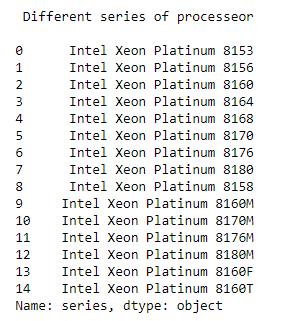 Different series of processeor
0 Intel Xeon Platinum 8153
1 Intel Xeon Platinum 8156
2 Intel Xeon Platinum 8160
3 Intel Xeon Platinum 8164
4 Intel Xeon Platinum 8168
5 Intel Xeon Platinum 8170
6 Intel Xeon Platinum 8176
7 Intel Xeon Platinum 8180
8 Intel Xeon Platinum 8158
9 Intel Xeon Platinum 8160M
10 Intel Xeon Platinum 8170M
11 Intel Xeon Platinum 8176M
12 Intel Xeon Platinum 8180M
13 Intel Xeon Platinum 8160F
14 Intel Xeon Platinum 8160T
Name: series, dtype: object